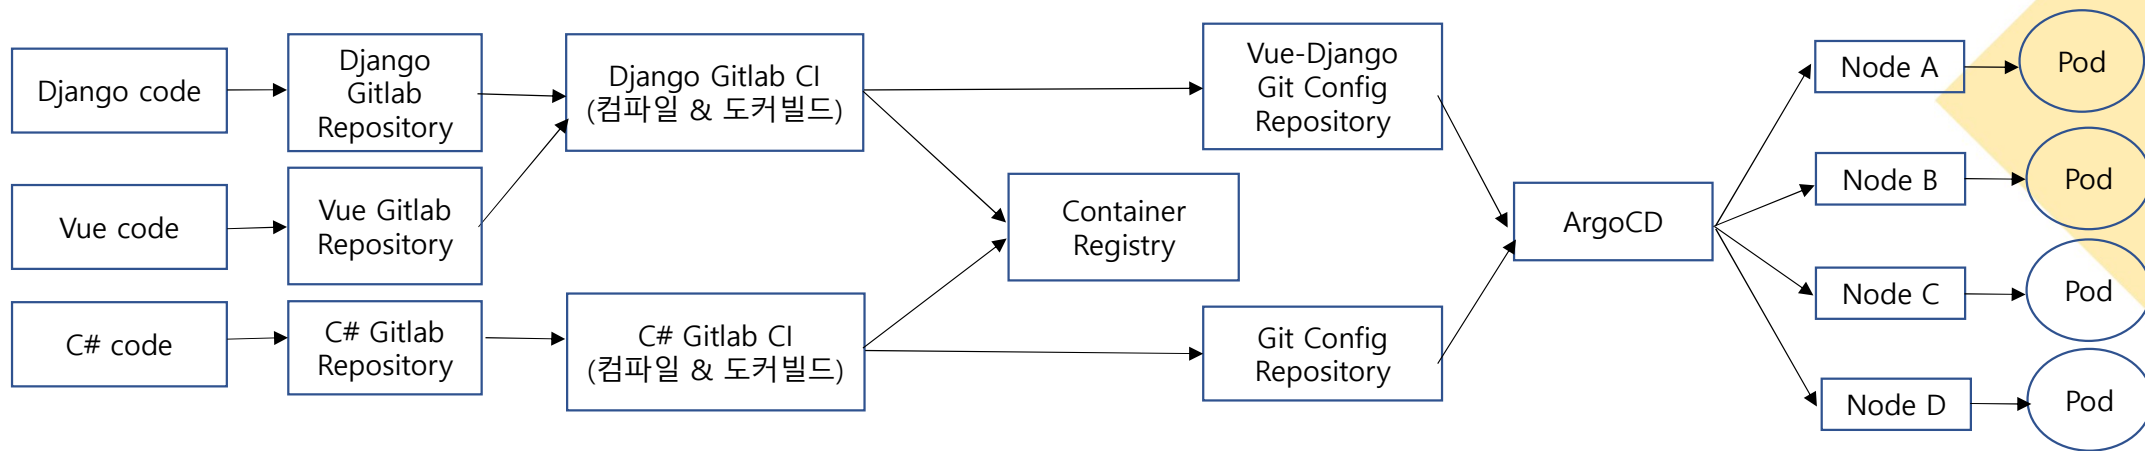 Django code
Django
Gitlab
Repository
Django Gitlab CI
(컴파일 & 도커빌드)
Vue-Django
Git Config
Repository
Node A
Pod
Vue code
Vue Gitlab
Repository
Container
Registry
ArgoCD
Node B
Pod
Node C
Pod
C# code
C# Gitlab
Repository
C# Gitlab CI
(컴파일 & 도커빌드)
Git Config
Repository
Node D
Pod